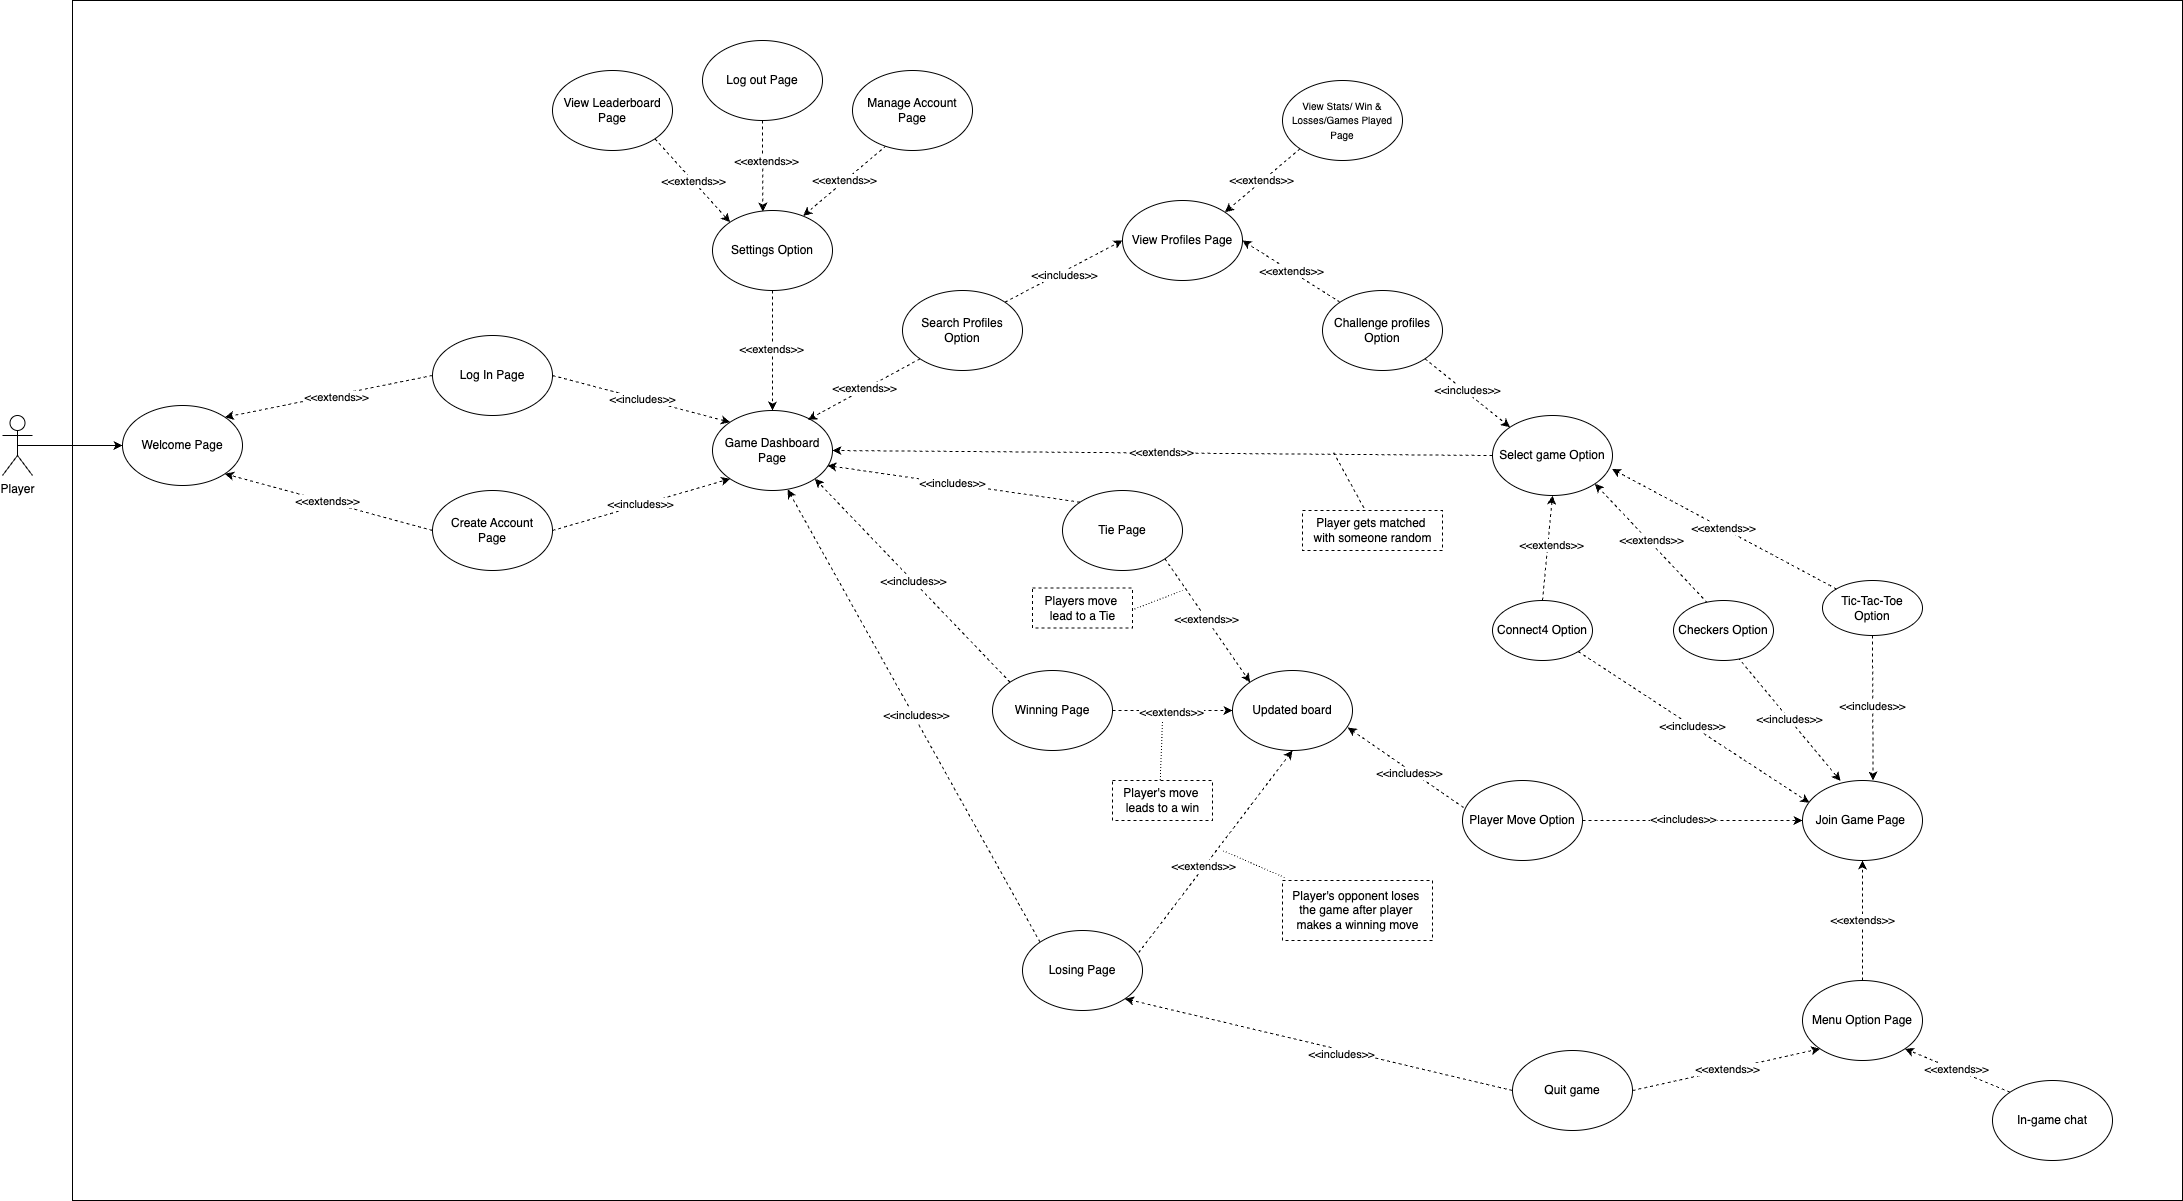 Log out Page
View Leaderboard
Page
Manage Account
Page
View Stats/ Win &
Losses/Games Played
Page
<<extends>>
<<extends>>
<<extends>>
<<extends>>
Settings Option
View Profiles Page
<<includes>>
<<extends>>
Search Profiles
Option
Challenge profiles
Option
<<extends>>
Log In Page
<<extends>>
<<includes>>
<<extends>>
<<includes>>
Player
Welcome Page
Game Dashboard
Page
<<extends>>
Select game Option
<<includes>>
<<extends>>
<<includes>>
Create Account
Page
Tie Page
Player gets matched
with someone random
<<extends>>
<<extends>>
<<extends>>
<<includes>>
Players move
lead to a Tie
<<extends>>
Connect4 Option
Checkers Option
Tic-Tac-Toe
Option
<<includes>>
Winning Page
<<extends>>
Updated board
<<includes>>
<<includes>>
<<includes>>
Player's move
leads to a win
<<includes>>
Player Move Option
<<includes>>
Join Game Page
<<extends>>
Player's opponent loses
the game after player
makes a winning move
<<extends>>
Losing Page
Menu Option Page
<<includes>>
<<extends>>
<<extends>>
Quit game
In-game chat